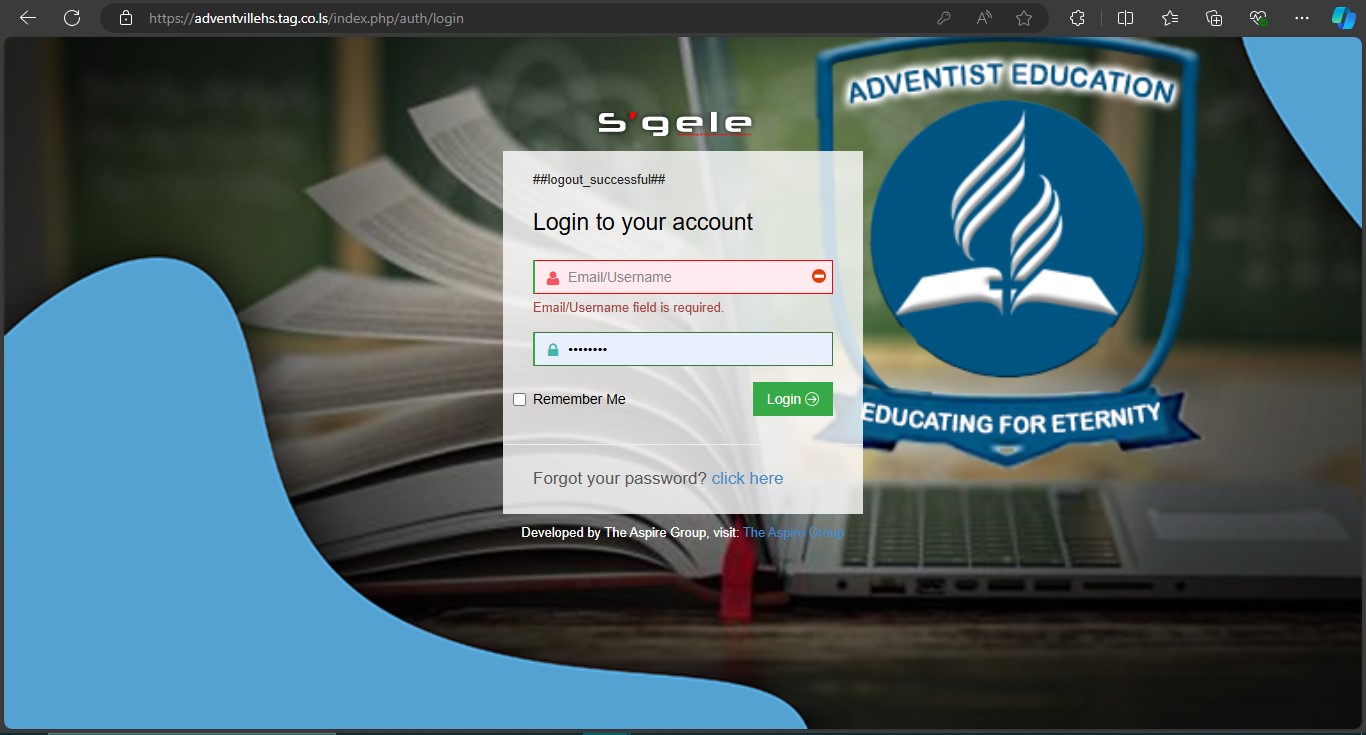 https://adventvillehs.tag.co.ls/index.php/auth/login
ADVENTIST EDUCATION
S'gele
##logout_successful##
Login to your account
Email/Username
Email/Username field is required.
••••••••
Remember Me
Login
EDUCATING FOR ETERNITY
Forgot your password? click here
Developed by The Aspire Group, visit: The Aspire Group